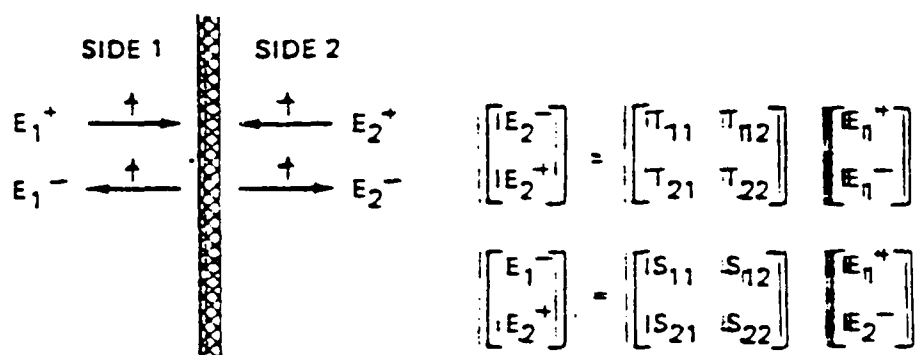 SIDE 1 SIDE 2
E₁⁺ + + E₂⁺
E₁⁻ + + E₂⁻
[E₂⁻] = [T₁₁ T₁₂] [E₁⁺]
[E₂⁺] [T₂₁ T₂₂] [E₁⁻]
[E₁⁻] = [S₁₁ S₁₂] [E₁⁺]
[E₂⁺] [S₂₁ S₂₂] [E₂⁻]